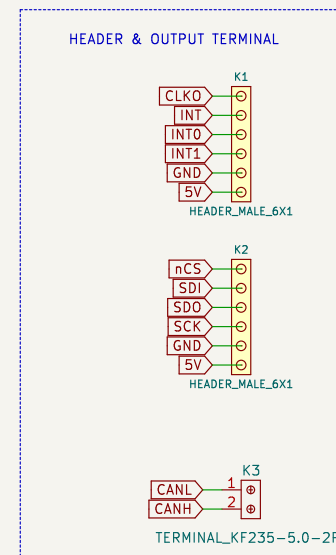 HEADER & OUTPUT TERMINAL
K1
CLKO
INT
INT0
INT1
GND
5V
HEADER_MALE_6X1
K2
nCS
SDI
SDO
SCK
GND
5V
HEADER_MALE_6X1
K3
CANL 1
CANH 2
TERMINAL_KF235-5.0-2P